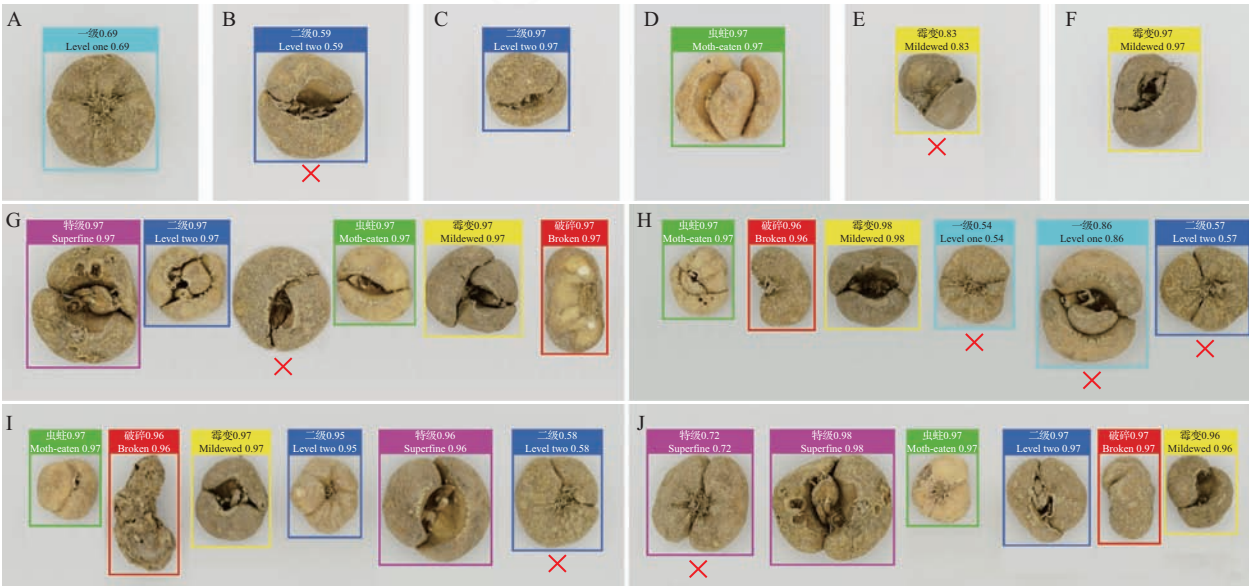 A
一级0.69
Level one 0.69
B
二级0.59
Level two 0.59
C
二级0.97
Level two 0.97
D
虫蛀0.97
Moth-eaten 0.97
E
霉变0.83
Mildewed 0.83
F
霉变0.97
Mildewed 0.97
G
特级0.97
Superfine 0.97
二级0.97
Level two 0.97
虫蛀0.97
Moth-eaten 0.97
霉变0.97
Mildewed 0.97
破碎0.97
Broken 0.97
H
虫蛀0.97
Moth-eaten 0.97
破碎0.96
Broken 0.96
霉变0.98
Mildewed 0.98
一级0.54
Level one 0.54
一级0.86
Level one 0.86
二级0.57
Level two 0.57
I
虫蛀0.97
Moth-eaten 0.97
破碎0.96
Broken 0.96
霉变0.97
Mildewed 0.97
二级0.95
Level two 0.95
特级0.96
Superfine 0.96
二级0.58
Level two 0.58
J
特级0.72
Superfine 0.72
特级0.98
Superfine 0.98
虫蛀0.97
Moth-eaten 0.97
二级0.97
Level two 0.97
破碎0.97
Broken 0.97
霉变0.96
Mildewed 0.96